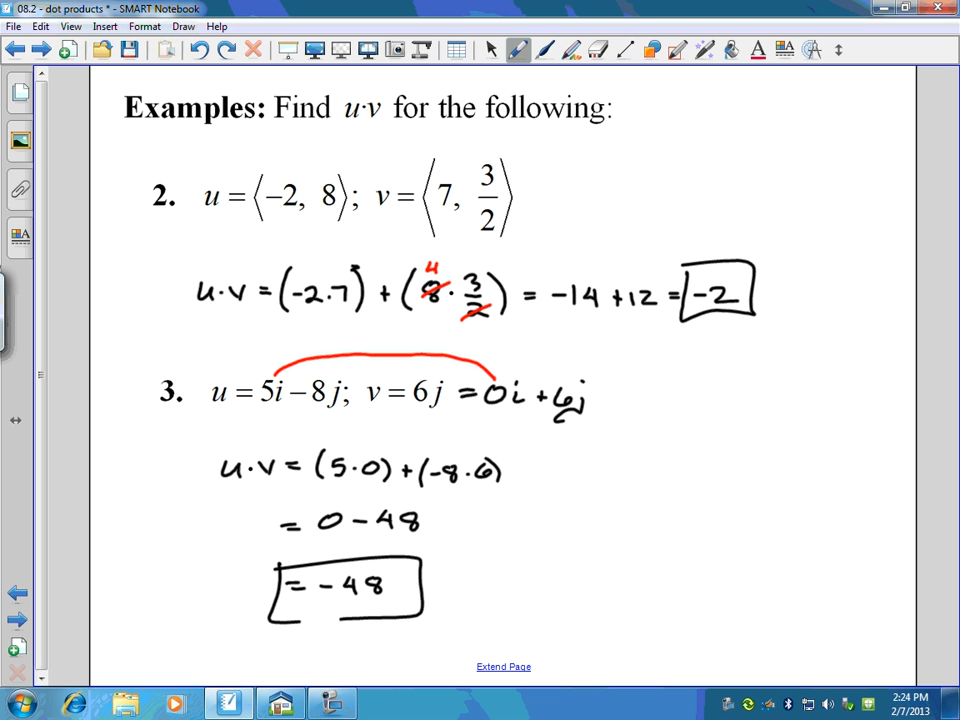 08.2 - dot products * - SMART Notebook
File Edit View Insert Format Draw Help
Examples: Find u·v for the following:
2. u = ⟨−2, 8⟩; v = ⟨7, 3/2⟩
u·v = (-2·7) + (8 4 · 3/2) = -14 +12 = -2
3. u = 5i − 8j; v = 6j = 0i + 6j
u·v = (5·0) + (-8·6)
= 0 - 48
= -48
Extend Page
2:24 PM
2/7/2013